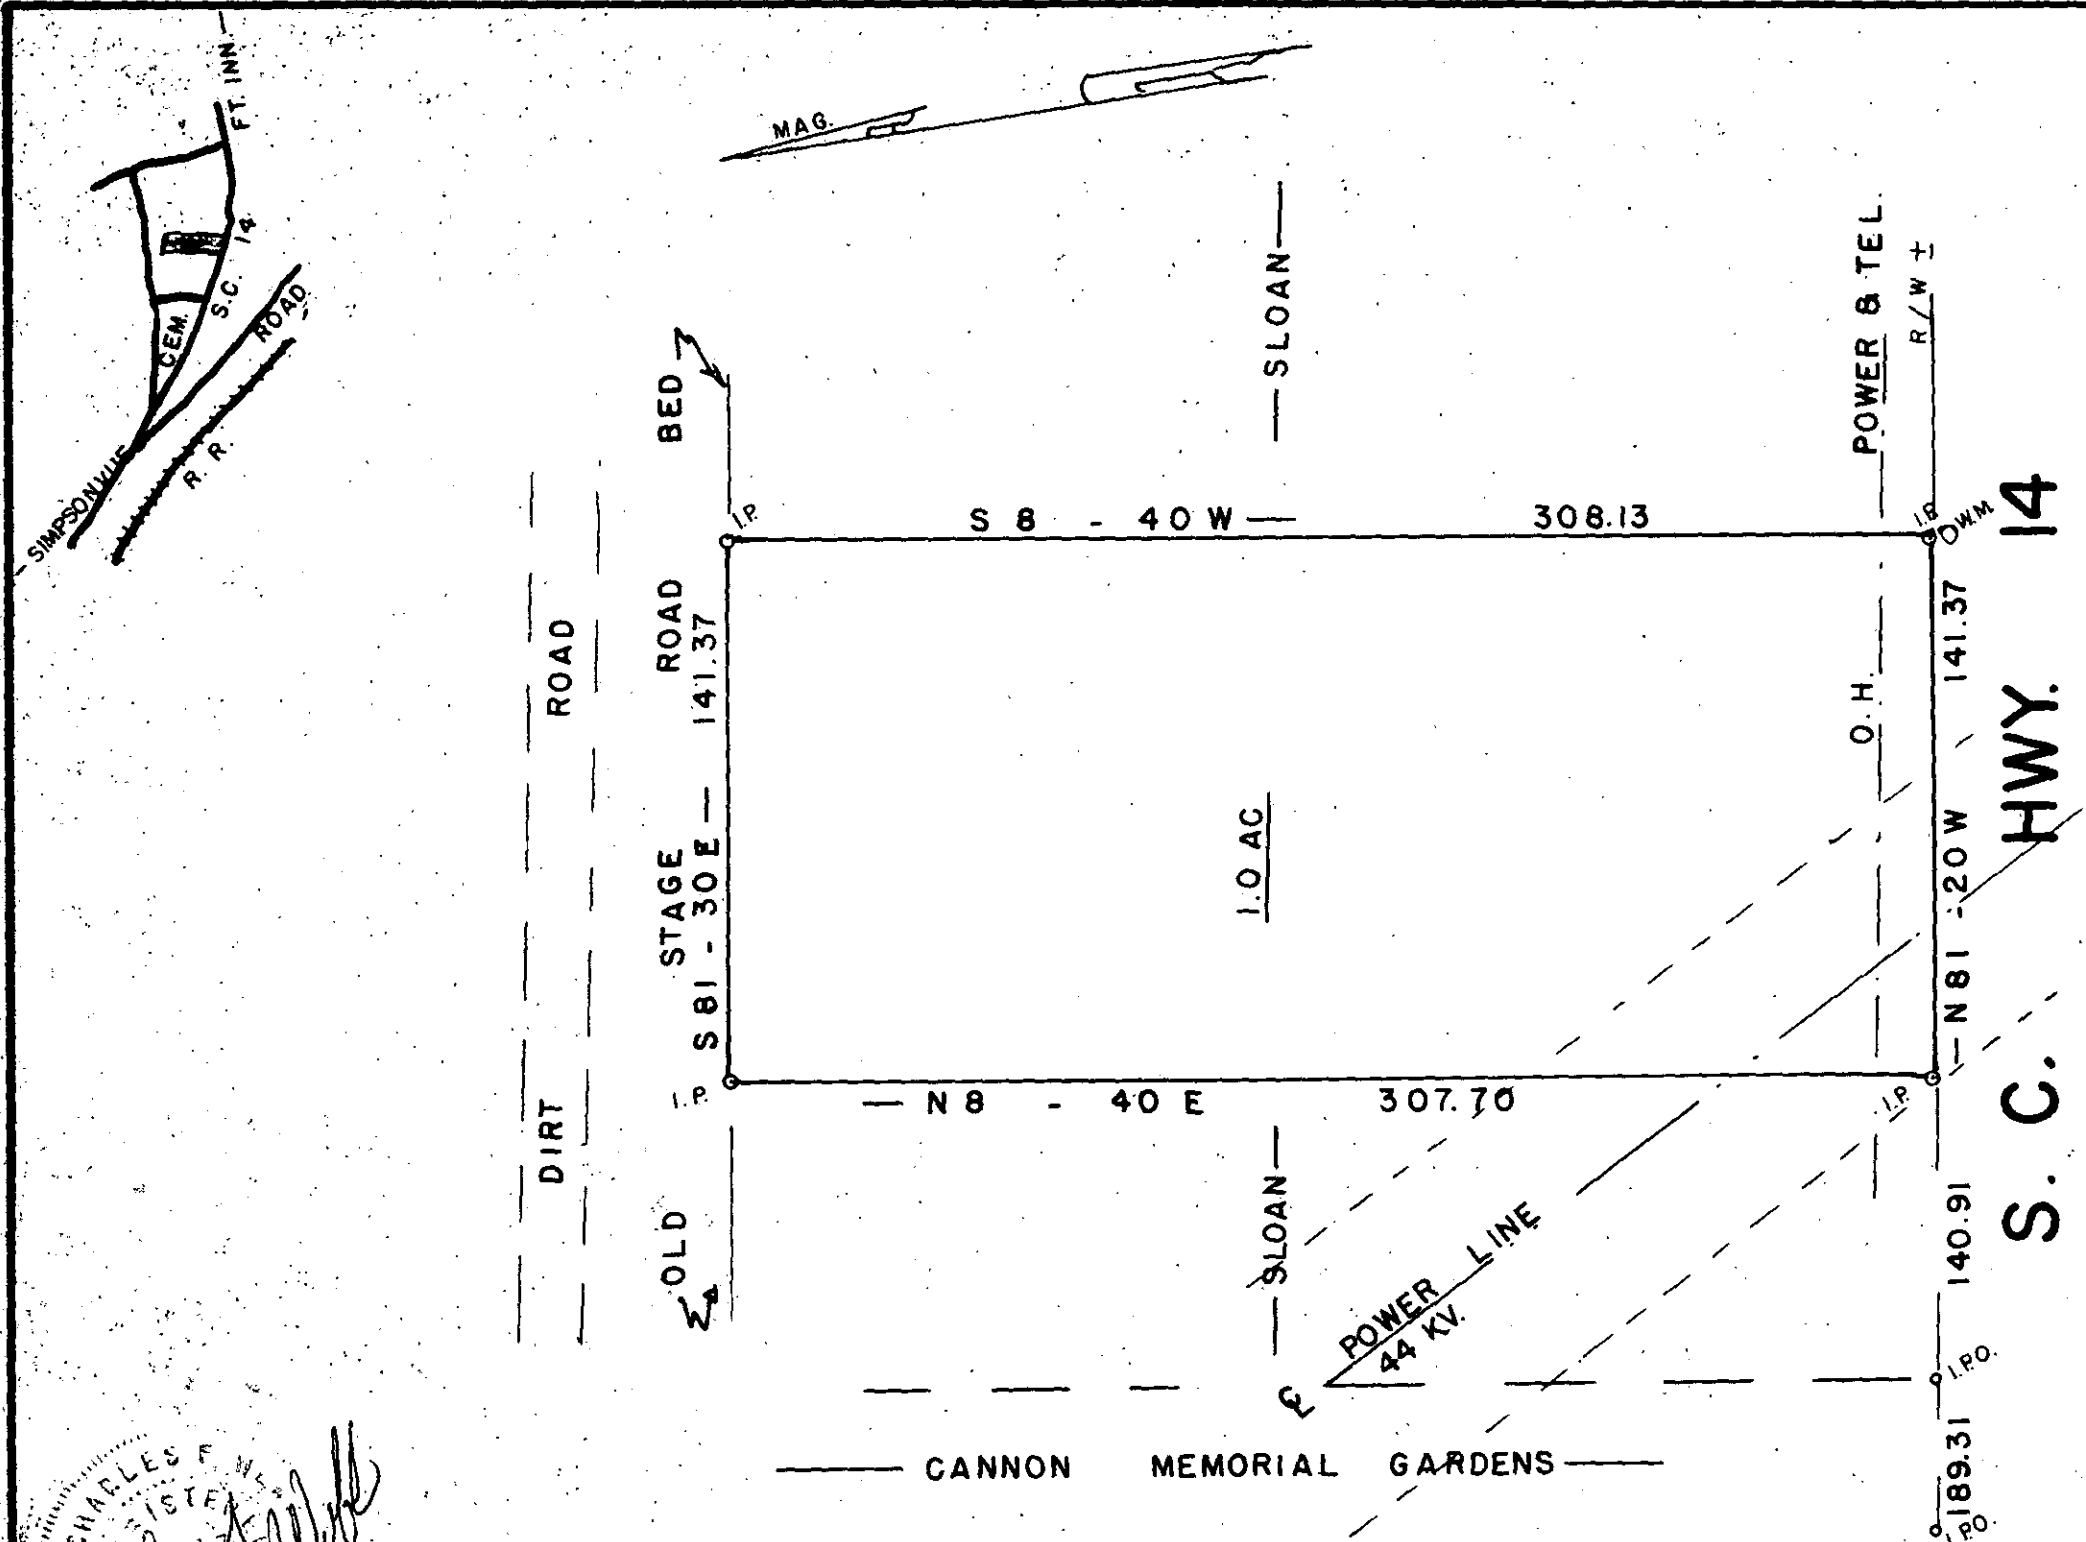 FT. INN
S.C. 14
CEM.
ROAD
SIMPSONVILLE
R. R.
MAG.
— SLOAN —
POWER & TEL.
R/W ±
BED
I.P.
S 8 - 40 W —
308.13
I.P.
W.M.
DIRT ROAD
OLD STAGE ROAD
S 81 - 30 E — 141.37
1.0 AC
O. H.
— N 81 - 20 W
141.37
S. C. HWY. 14
I.P.
— N 8 - 40 E
307.70
I.P.
— SLOAN —
POWER LINE
44 KV.
℄
140.91
I.P.O.
— CANNON MEMORIAL GARDENS —
189.31
I.P.O.
CHARLES F.